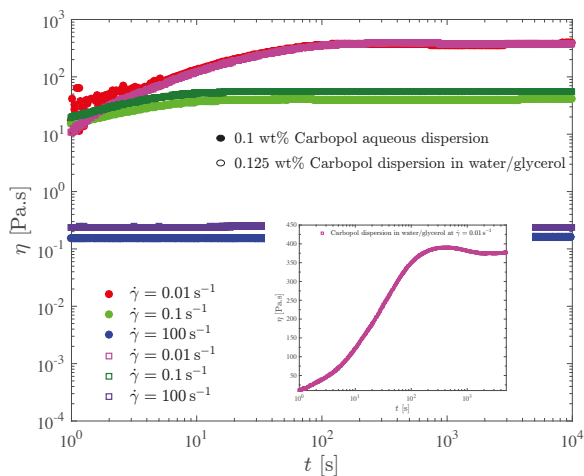 10^3
10^2
10^1
10^0
10^-1
10^-2
10^-3
10^-4
η [Pa.s]
0.1 wt% Carbopol aqueous dispersion
0.125 wt% Carbopol dispersion in water/glycerol
γ̇ = 0.01 s^-1
γ̇ = 0.1 s^-1
γ̇ = 100 s^-1
γ̇ = 0.01 s^-1
γ̇ = 0.1 s^-1
γ̇ = 100 s^-1
450
Carbopol dispersion in water/glycerol at γ̇ = 0.01 s^-1
400
350
300
250
200
150
100
50
η [Pa.s]
10^0 10^1 10^2 10^3
t [s]
10^0 10^1 10^2 10^3 10^4
t [s]